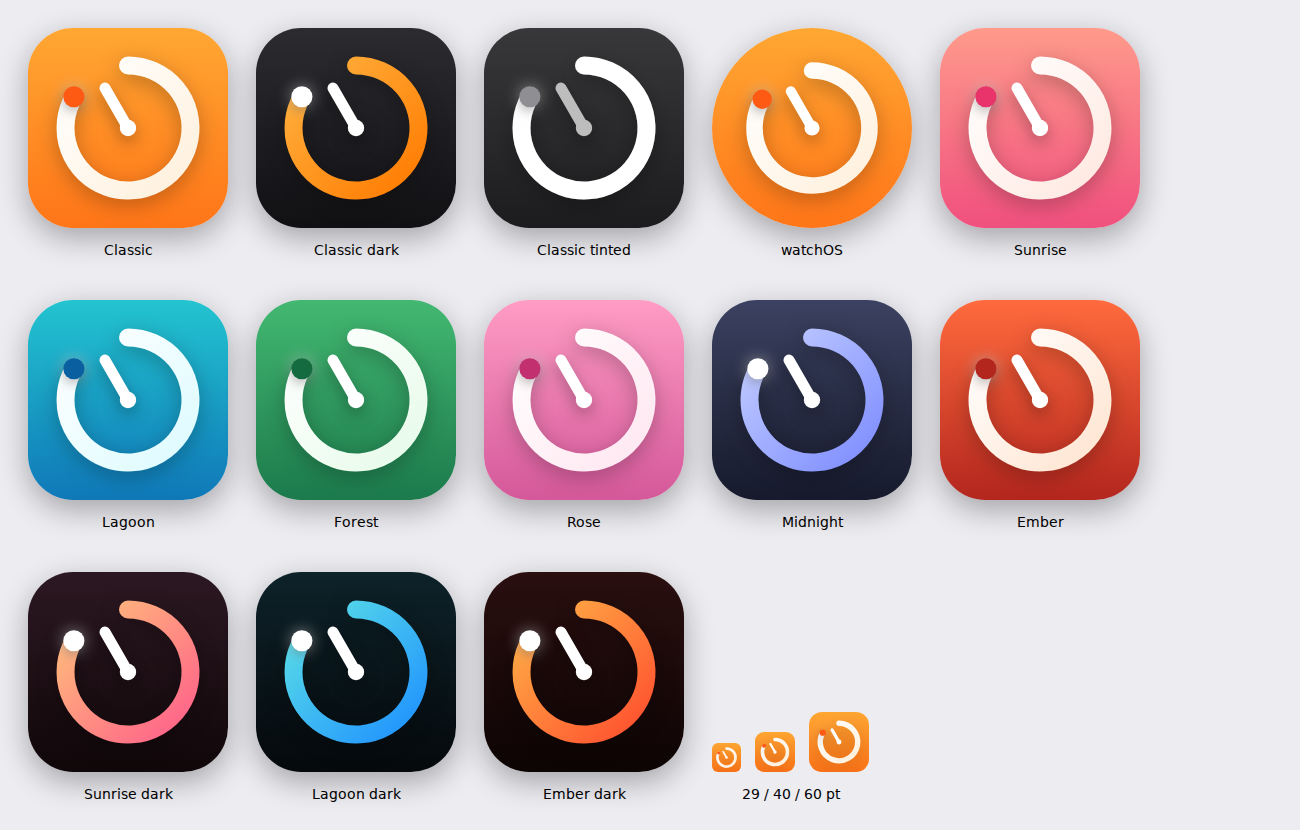 Classic
Classic dark
Classic tinted
watchOS
Sunrise
Lagoon
Forest
Rose
Midnight
Ember
Sunrise dark
Lagoon dark
Ember dark
29 / 40 / 60 pt